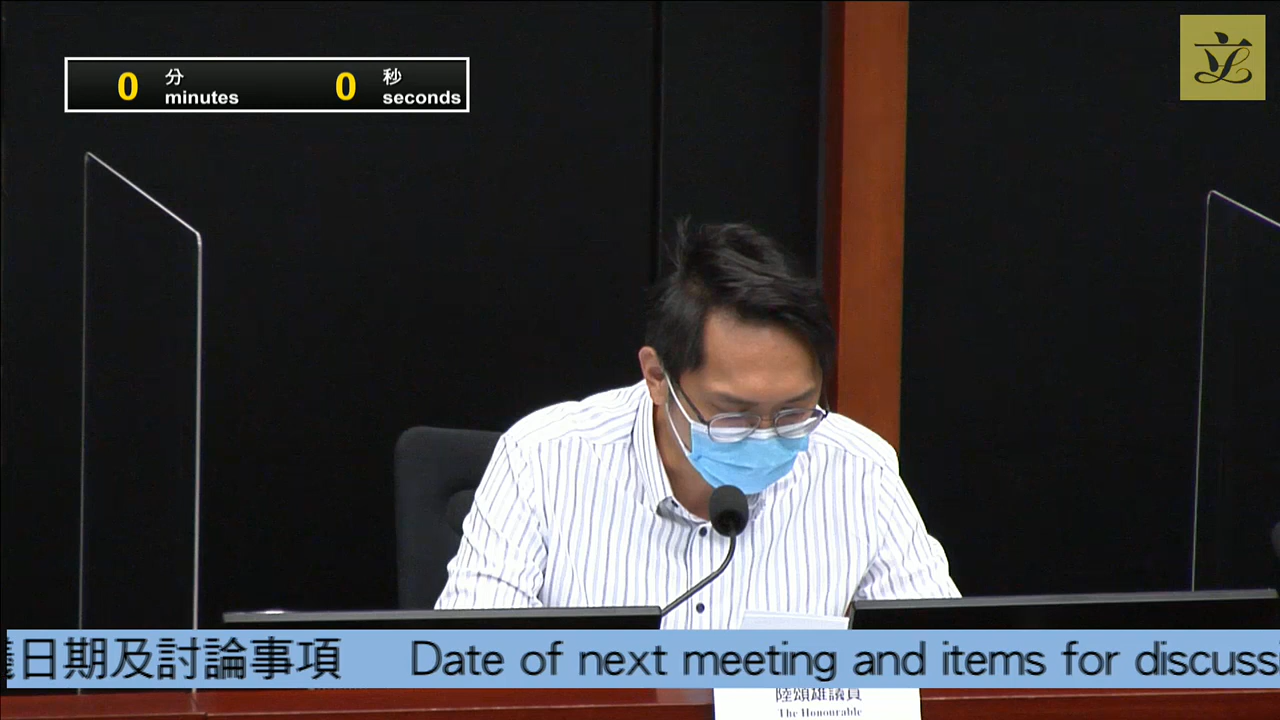 0 分 0 秒
minutes seconds
日期及討論事項 Date of next meeting and items for discuss
陸頌雄議員
The Honourable